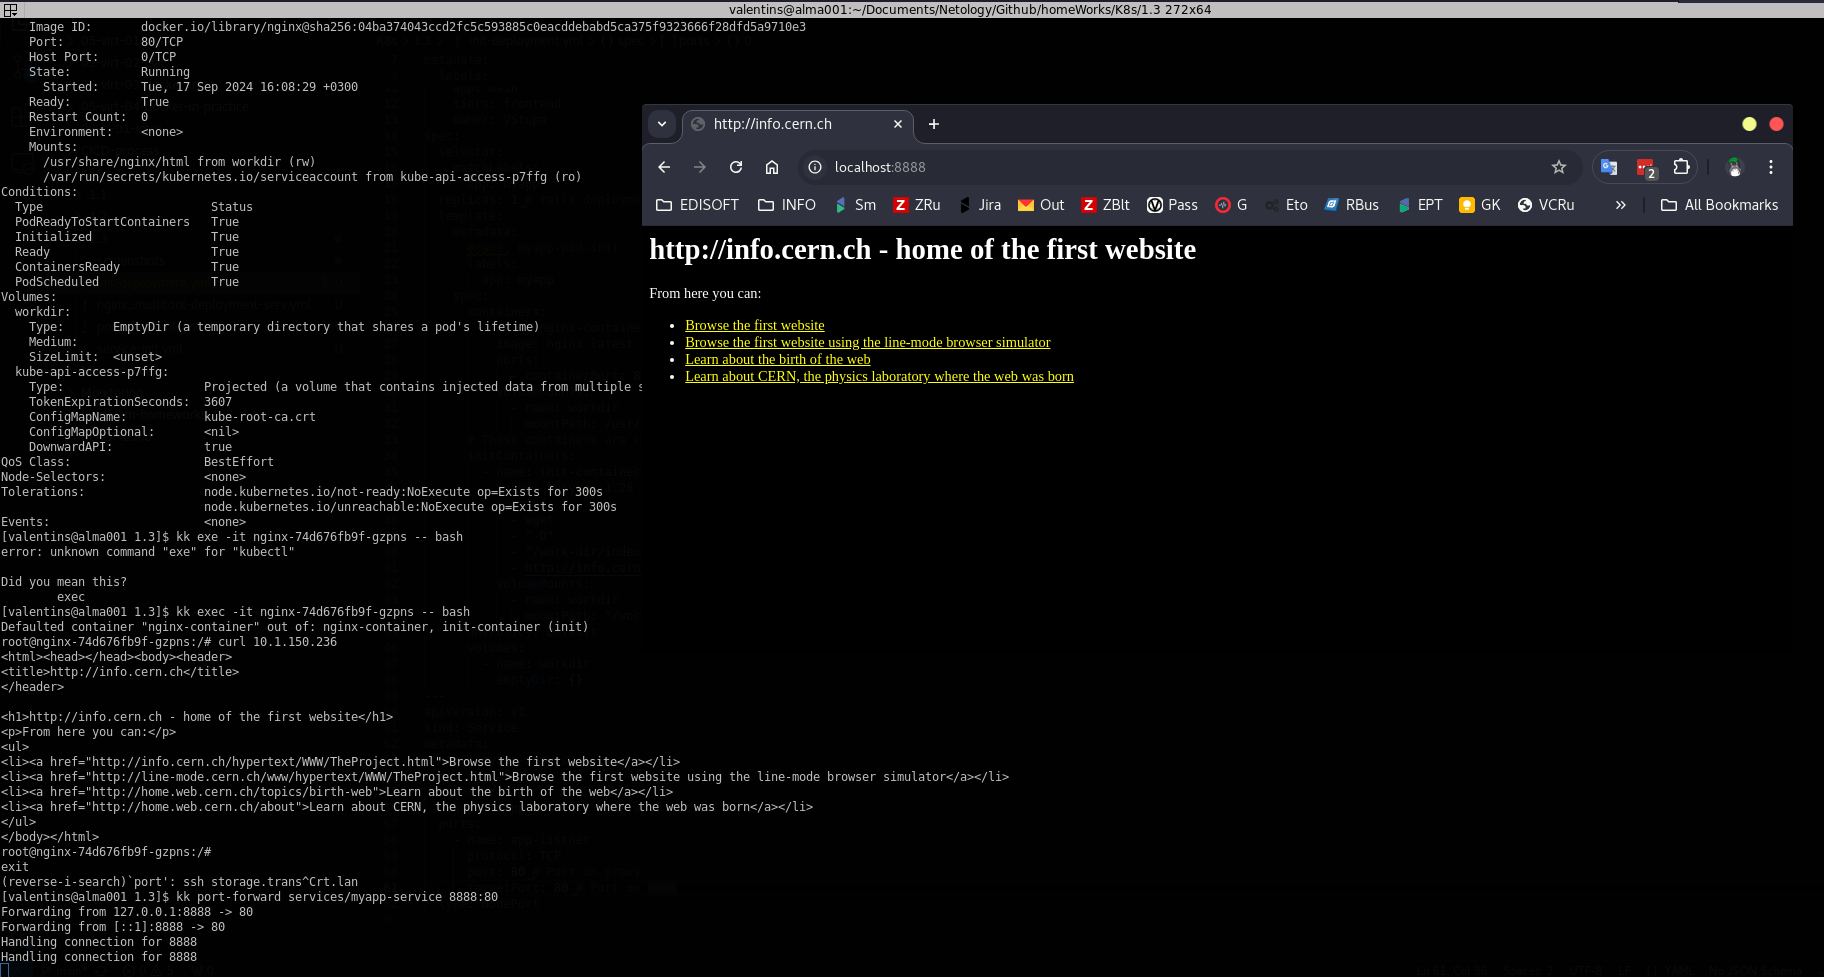 valentins@alma001:~/Documents/Netology/Github/homeWorks/K8s/1.3 272x64
Image ID: docker.io/library/nginx@sha256:04ba374043ccd2fc5c593885c0eacddebabd5ca375f9323666f28dfd5a9710e3
Port: 80/TCP
Host Port: 0/TCP
State: Running
Started: Tue, 17 Sep 2024 16:08:29 +0300
Ready: True
Restart Count: 0
Environment: <none>
Mounts:
/usr/share/nginx/html from workdir (rw)
/var/run/secrets/kubernetes.io/serviceaccount from kube-api-access-p7ffg (ro)
Conditions:
Type Status
PodReadyToStartContainers True
Initialized True
Ready True
ContainersReady True
PodScheduled True
Volumes:
workdir:
Type: EmptyDir (a temporary directory that shares a pod's lifetime)
Medium:
SizeLimit: <unset>
kube-api-access-p7ffg:
Type: Projected (a volume that contains injected data from multiple s
TokenExpirationSeconds: 3607
ConfigMapName: kube-root-ca.crt
ConfigMapOptional: <nil>
DownwardAPI: true
QoS Class: BestEffort
Node-Selectors: <none>
Tolerations: node.kubernetes.io/not-ready:NoExecute op=Exists for 300s
node.kubernetes.io/unreachable:NoExecute op=Exists for 300s
Events: <none>
[valentins@alma001 1.3]$ kk exe -it nginx-74d676fb9f-gzpns -- bash
error: unknown command "exe" for "kubectl"
Did you mean this?
exec
[valentins@alma001 1.3]$ kk exec -it nginx-74d676fb9f-gzpns -- bash
Defaulted container "nginx-container" out of: nginx-container, init-container (init)
root@nginx-74d676fb9f-gzpns:/# curl 10.1.150.236
<html><head></head><body><header>
<title>http://info.cern.ch</title>
</header>
<h1>http://info.cern.ch - home of the first website</h1>
<p>From here you can:</p>
<ul>
<li><a href="http://info.cern.ch/hypertext/WWW/TheProject.html">Browse the first website</a></li>
<li><a href="http://line-mode.cern.ch/www/hypertext/WWW/TheProject.html">Browse the first website using the line-mode browser simulator</a></li>
<li><a href="http://home.web.cern.ch/topics/birth-web">Learn about the birth of the web</a></li>
<li><a href="http://home.web.cern.ch/about">Learn about CERN, the physics laboratory where the web was born</a></li>
</ul>
</body></html>
root@nginx-74d676fb9f-gzpns:/#
exit
(reverse-i-search)`port': ssh storage.trans^Crt.lan
[valentins@alma001 1.3]$ kk port-forward services/myapp-service 8888:80
Forwarding from 127.0.0.1:8888 -> 80
Forwarding from [::1]:8888 -> 80
Handling connection for 8888
Handling connection for 8888
http://info.cern.ch
localhost:8888
2
EDISOFT INFO Sm ZRu Jira Out ZBlt Pass G Eto RBus EPT GK VCRu » All Bookmarks
http://info.cern.ch - home of the first website
From here you can:
Browse the first website
Browse the first website using the line-mode browser simulator
Learn about the birth of the web
Learn about CERN, the physics laboratory where the web was born